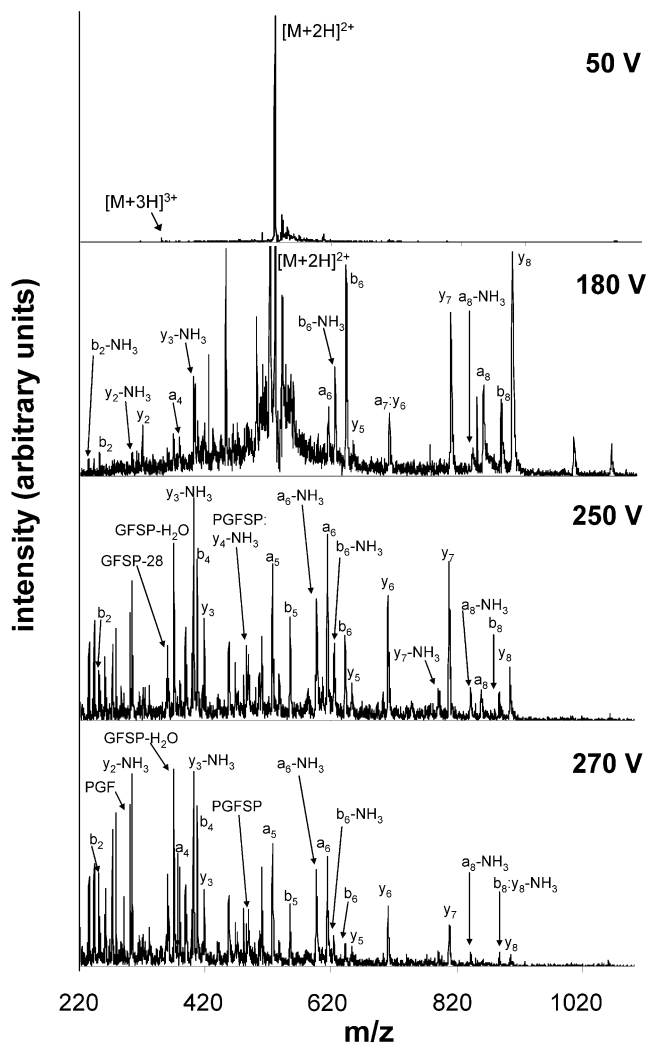 [M+2H]²⁺
50 V
[M+3H]³⁺
[M+2H]²⁺
180 V
y₈
b₆
y₇
a₈-NH₃
b₆-NH₃
b₂-NH₃
y₃-NH₃
y₂-NH₃
y₂
a₄
b₂
a₆
y₅
a₇:y₆
a₈
b₈
250 V
y₃-NH₃
PGFSP:
y₄-NH₃
a₆-NH₃
GFSP-H₂O
GFSP-28
b₄
a₅
a₆
b₆-NH₃
y₇
b₂
y₃
b₅
b₆
y₅
y₆
y₇-NH₃
a₈-NH₃
b₈
a₈
y₈
270 V
GFSP-H₂O
y₂-NH₃
y₃-NH₃
a₆-NH₃
PGF
PGFSP
b₄
a₅
a₆
b₆-NH₃
b₂
a₄
y₃
b₅
b₆
y₅
y₆
y₇
a₈-NH₃
b₈:y₈-NH₃
y₈
intensity (arbitrary units)
220 420 620 820 1020
m/z